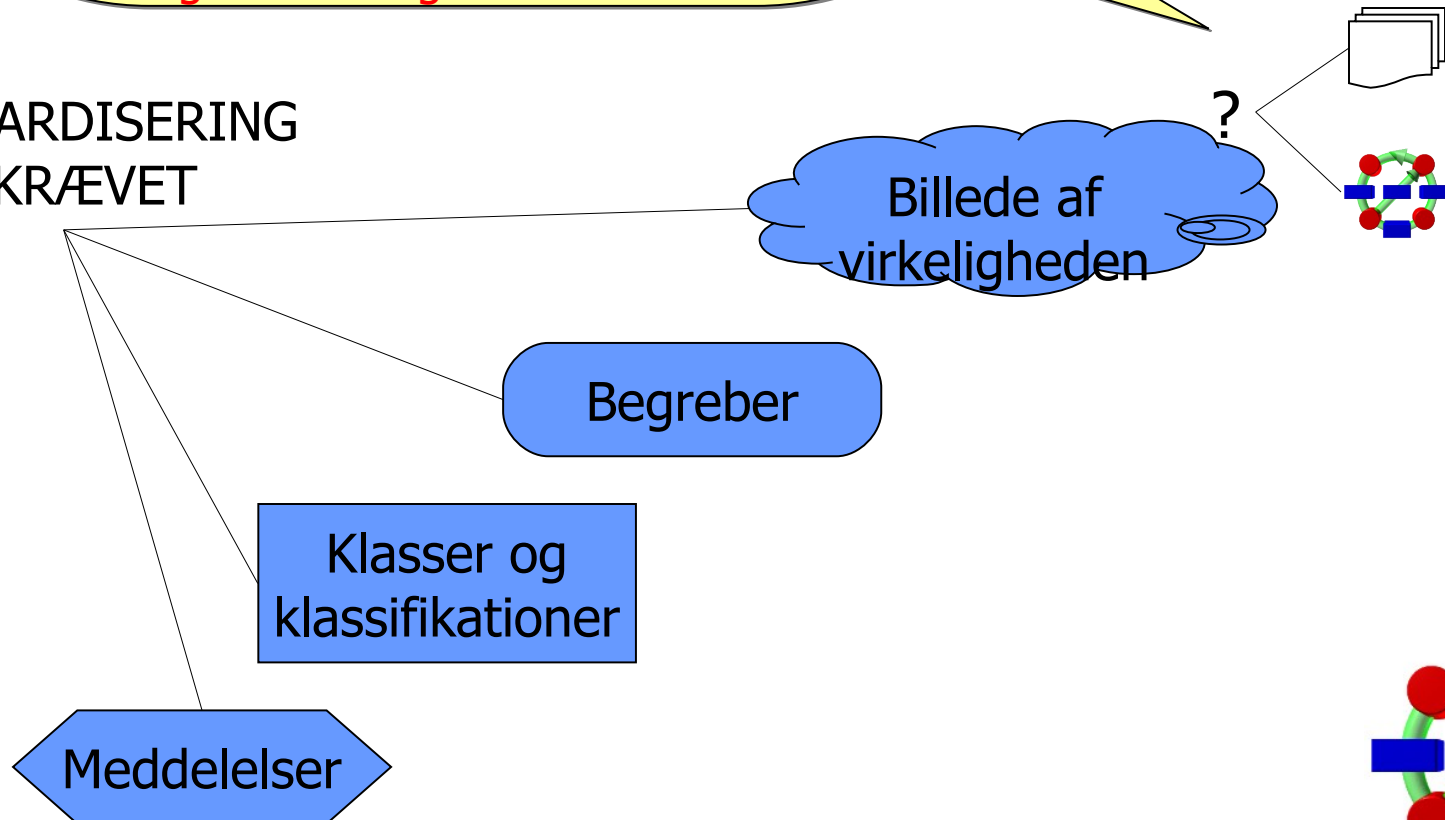 ARDISERING
KRÆVET
?
Billede af
virkeligheden
Begreber
Klasser og
klassifikationer
Meddelelser